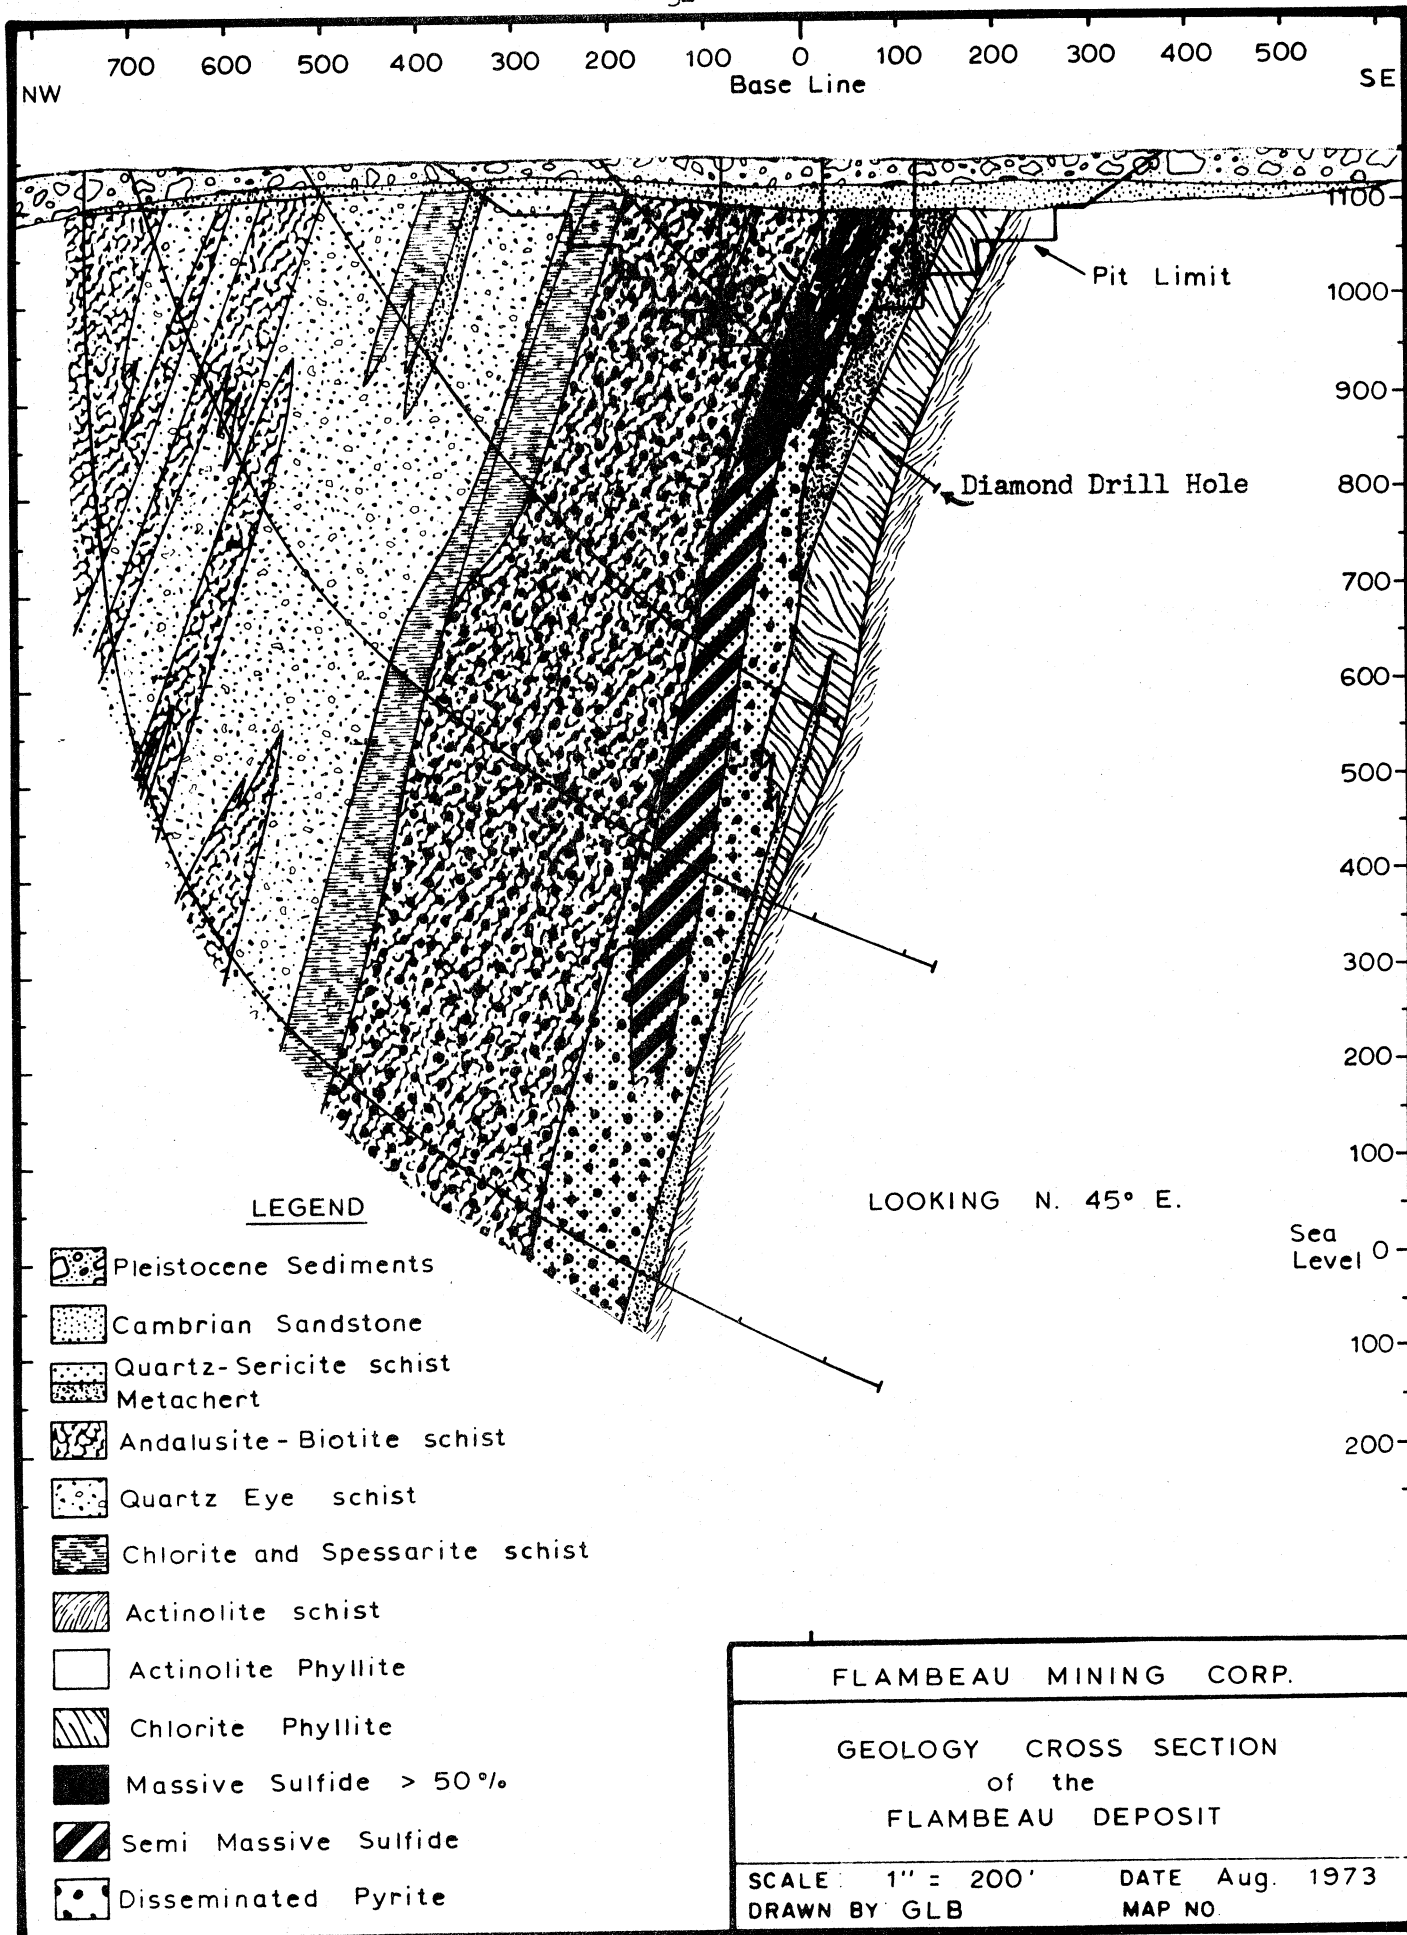 700 600 500 400 300 200 100 0 100 200 300 400 500
NW Base Line SE
1100
Pit Limit
1000
900
Diamond Drill Hole
800
700
600
500
400
300
200
100
LOOKING N. 45° E.
Sea
Level 0
100
200
LEGEND
Pleistocene Sediments
Cambrian Sandstone
Quartz-Sericite schist
Metachert
Andalusite-Biotite schist
Quartz Eye schist
Chlorite and Spessarite schist
Actinolite schist
Actinolite Phyllite
Chlorite Phyllite
Massive Sulfide > 50%
Semi Massive Sulfide
Disseminated Pyrite
FLAMBEAU MINING CORP.
GEOLOGY CROSS SECTION
of the
FLAMBEAU DEPOSIT
SCALE: 1" = 200' DATE Aug. 1973
DRAWN BY GLB MAP NO.